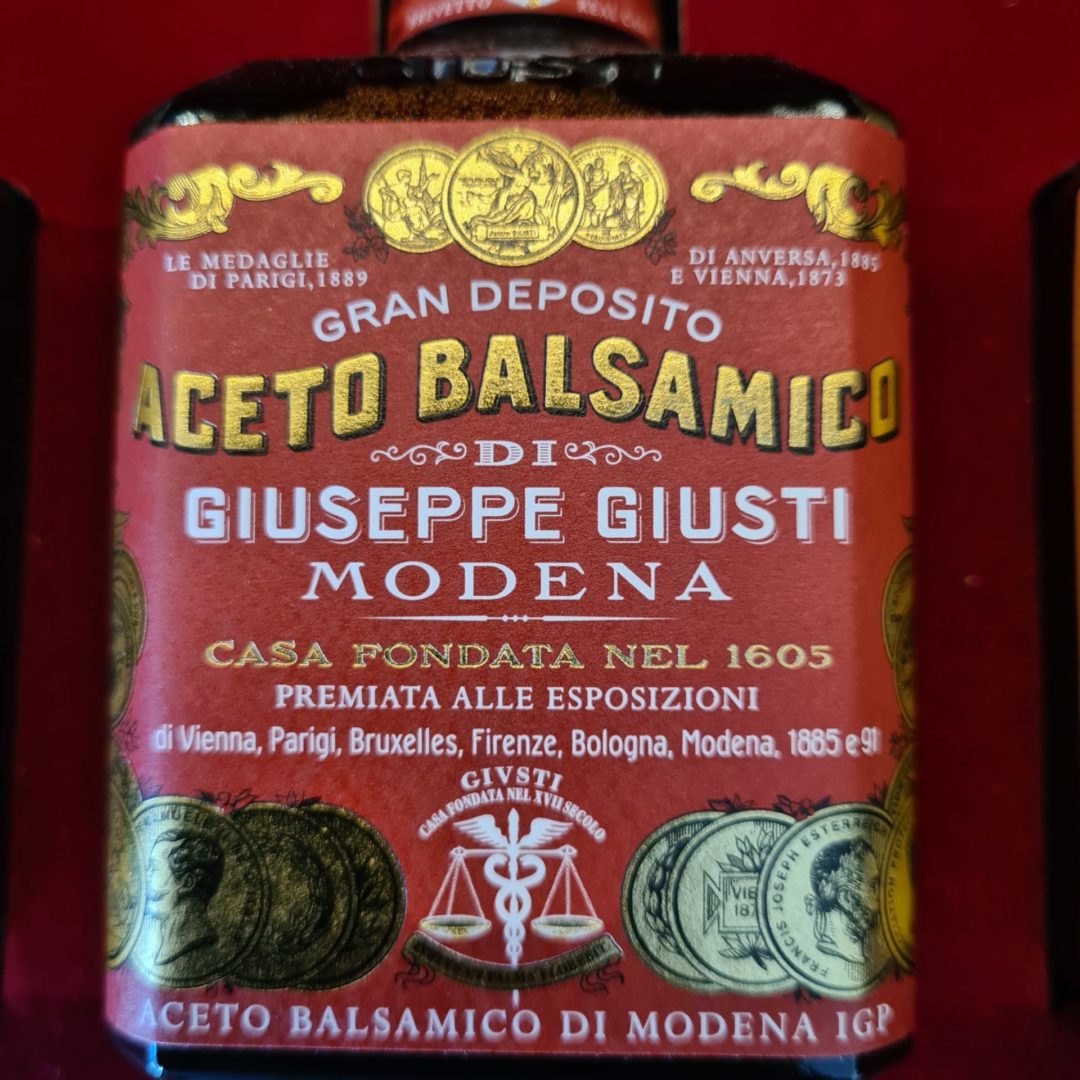 LE MEDAGLIE
DI PARIGI, 1889
DI ANVERSA, 1885
E VIENNA, 1873
GRAN DEPOSITO
ACETO BALSAMICO
DI
GIUSEPPE GIUSTI
MODENA
CASA FONDATA NEL 1605
PREMIATA ALLE ESPOSIZIONI
di Vienna, Parigi, Bruxelles, Firenze, Bologna, Modena, 1885 e 91
GIVSTI
CASA FONDATA NEL XVII SECOLO
FRANCIS JOSEPH ESTERREICH
ACETO BALSAMICO DI MODENA IGP